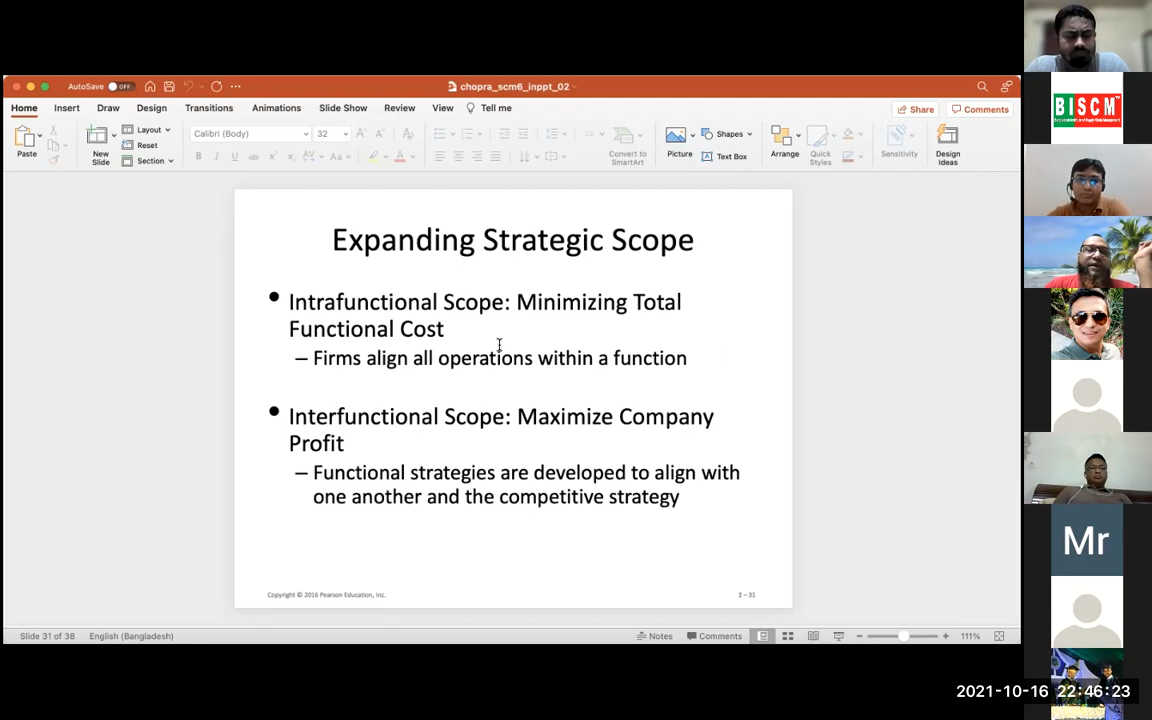 AutoSave OFF
chopra_scm6_inppt_02
Home Insert Draw Design Transitions Animations Slide Show Review View Tell me
Share Comments
Paste
New Slide
Layout
Reset
Section
Calibri (Body) 32
Convert to SmartArt
Picture
Shapes
Text Box
Arrange
Quick Styles
Sensitivity
Design Ideas
Expanding Strategic Scope
• Intrafunctional Scope: Minimizing Total
Functional Cost
– Firms align all operations within a function
• Interfunctional Scope: Maximize Company
Profit
– Functional strategies are developed to align with
one another and the competitive strategy
Copyright © 2016 Pearson Education, Inc.
2 – 31
Slide 31 of 38 English (Bangladesh)
Notes Comments 111%
BISCM
Mr
2021-10-16 22:46:23